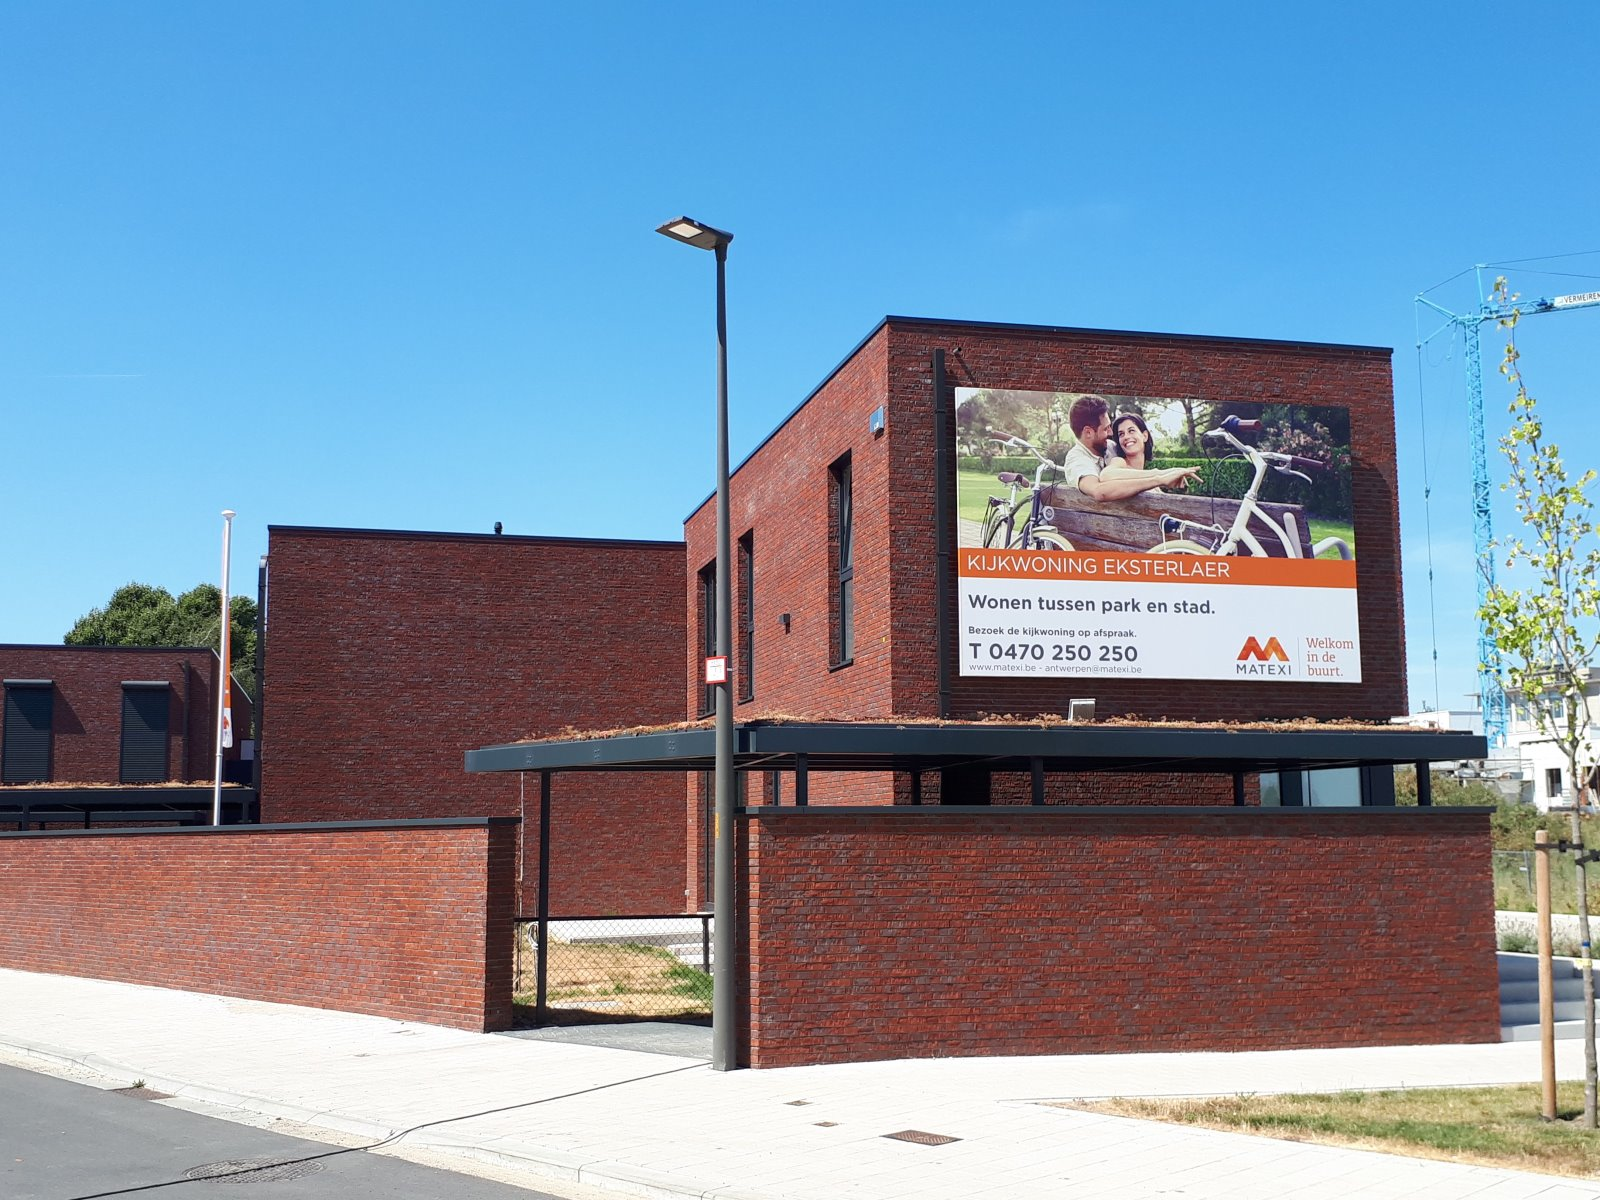 VERMEIREN
KIJKWONING EKSTERLAER
Wonen tussen park en stad.
Bezoek de kijkwoning op afspraak.
T 0470 250 250
www.matexi.be - antwerpen@matexi.be
MATEXI
Welkom
in de
buurt.